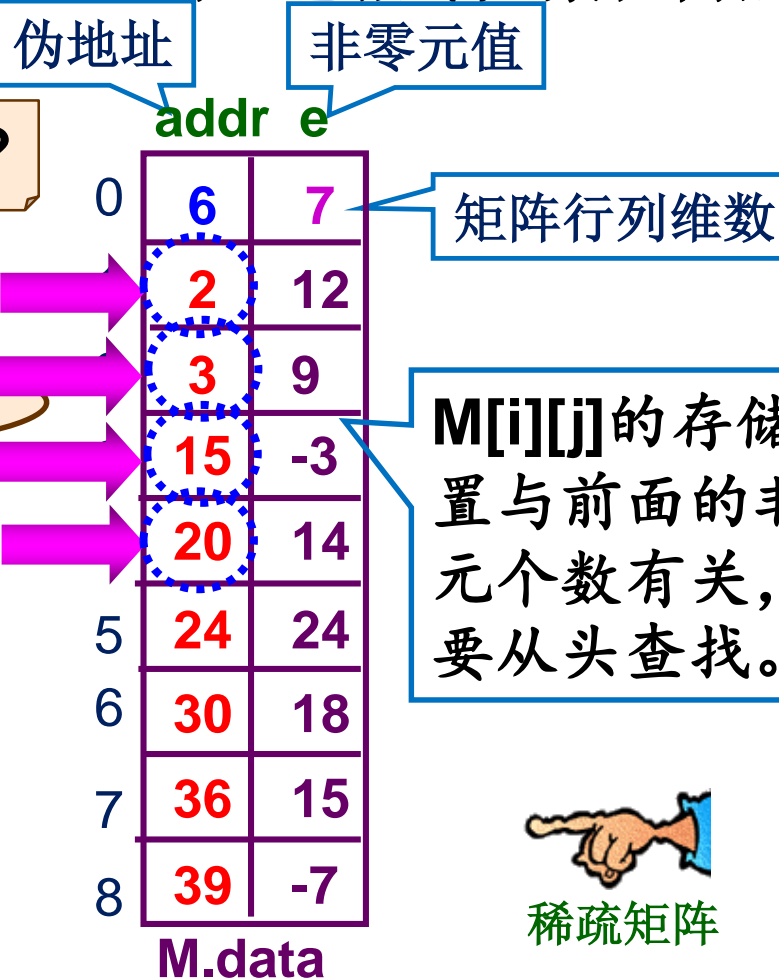 伪地址
非零元值
addr e
0 6 7
矩阵行列维数
2 12
3 9
M[i][j]的存储
15 -3
置与前面的非
20 14
元个数有关,
5 24 24
要从头查找。
6 30 18
7 36 15
8 39 -7
稀疏矩阵
M.data